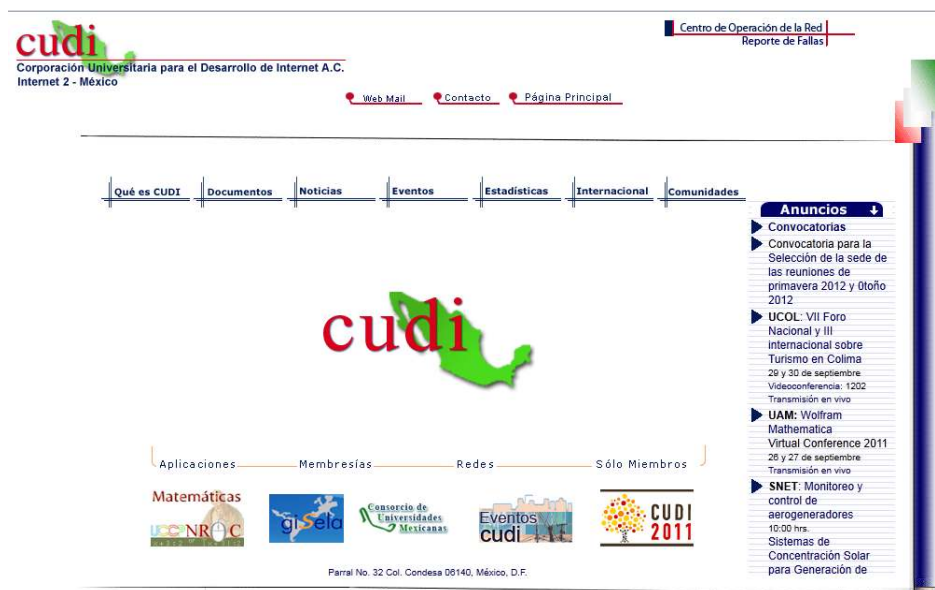 cudi
Corporación Universitaria para el Desarrollo de Internet A.C.
Internet 2 - México
Centro de Operación de la Red
Reporte de Fallas
Web Mail
Contacto
Página Principal
Qué es CUDI
Documentos
Noticias
Eventos
Estadísticas
Internacional
Comunidades
cudi
Anuncios
Convocatorias
Convocatoria para la
Selección de la sede de
las reuniones de
primavera 2012 y 0toño
2012
UCOL: VII Foro
Nacional y III
internacional sobre
Turismo en Colima
29 y 30 de septiembre
Videoconferencia: 1202
Transmisión en vivo
UAM: Wolfram
Mathematica
Virtual Conference 2011
26 y 27 de septiembre
Transmisión en vivo
SNET: Monitoreo y
control de
aerogeneradores
10:00 hrs.
Sistemas de
Concentración Solar
para Generación de
Aplicaciones
Membresías
Redes
Sólo Miembros
Matemáticas
NROC
gisela
Consorcio de
Universidades
Mexicanas
Eventos
cudi
CUDI
2011
Parral No. 32 Col. Condesa 06140, México, D.F.